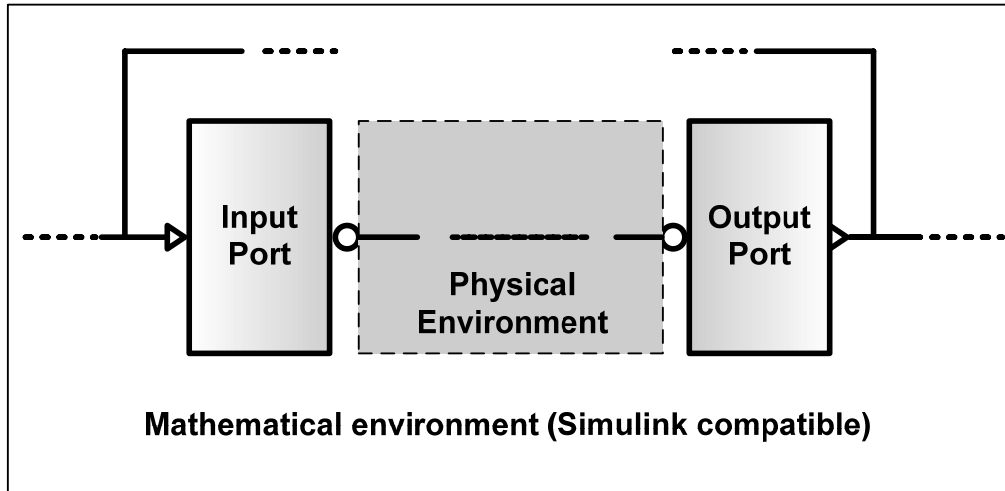 Input
Port
Output
Port
Physical
Environment
Mathematical environment (Simulink compatible)